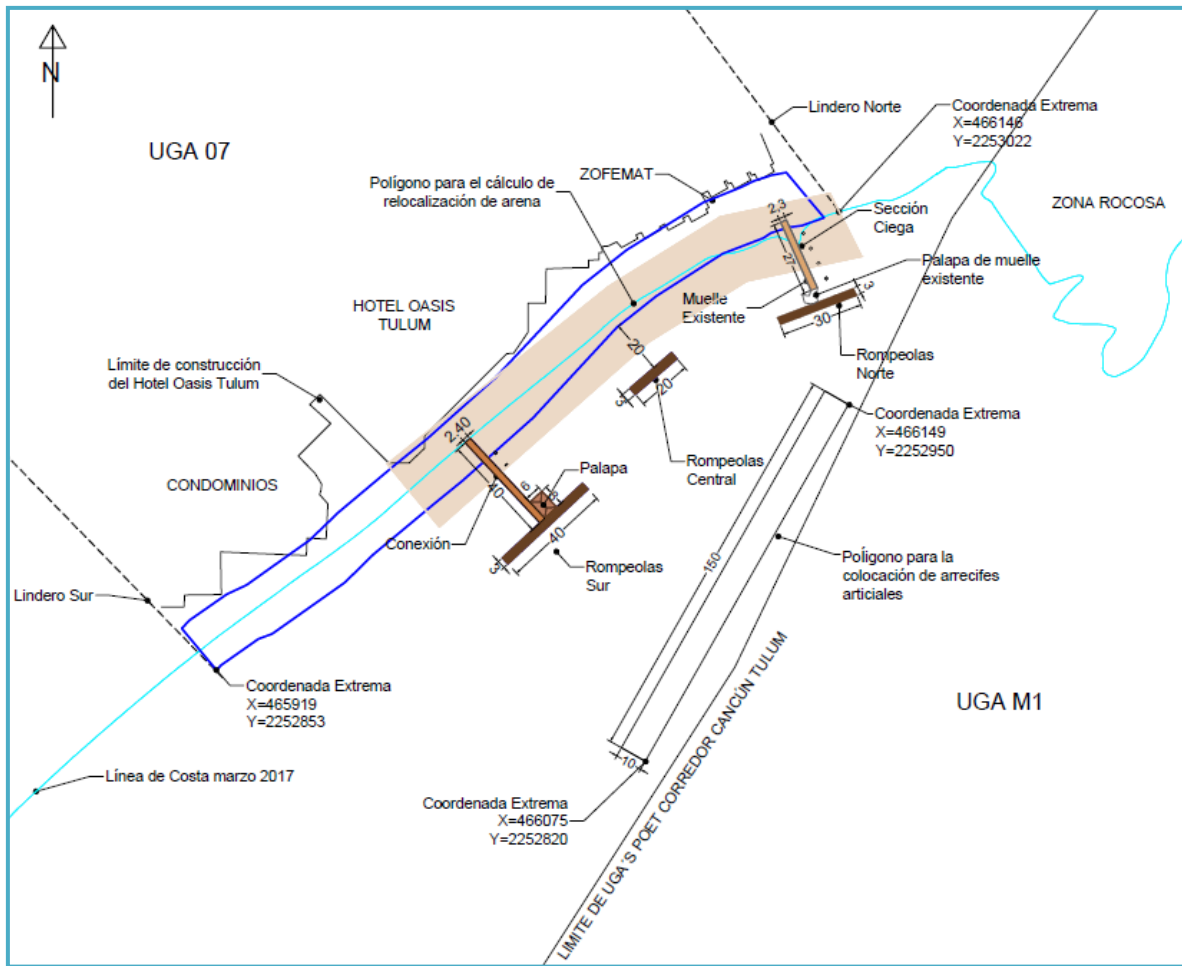 N
UGA 07
Lindero Norte
Coordenada Extrema
X=466146
Y=2253022
ZOFEMAT
Polígono para el cálculo de
relocalización de arena
ZONA ROCOSA
2.3
Sección
Ciega
27
Palapa de muelle
existente
HOTEL OASIS
TULUM
Muelle
Existente
3
30
Rompeolas
Norte
Límite de construcción
del Hotel Oasis Tulum
20
20
3
Coordenada Extrema
X=466149
Y=2252950
2.40
Rompeolas
Central
Palapa
CONDOMINIOS
6
8
40
40
Conexión
3
Rompeolas
Sur
150
Polígono para la
colocación de arrecifes
articiales
Lindero Sur
Coordenada Extrema
X=465919
Y=2252853
UGA M1
10
Línea de Costa marzo 2017
Coordenada Extrema
X=466075
Y=2252820
LIMITE DE UGA´S POET CORREDOR CANCÚN TULUM